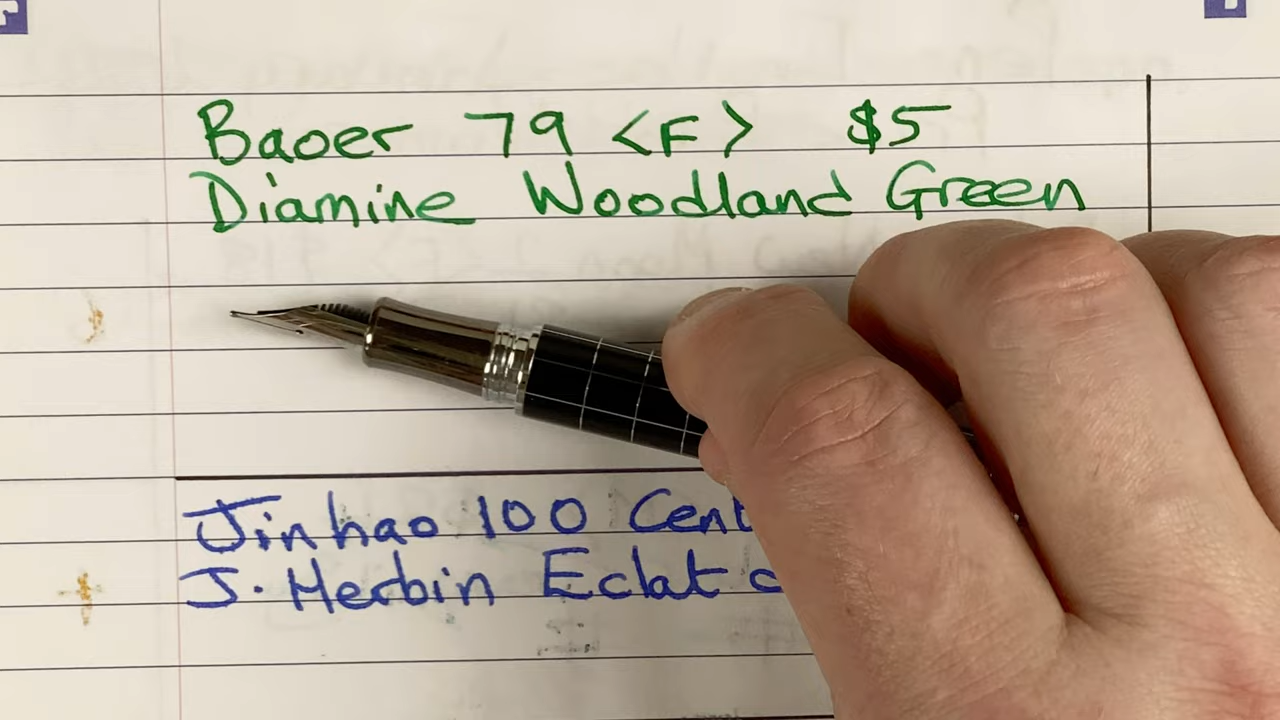 Baoer 79 <F> $5
Diamine Woodland Green
Jinhao 100 Cent
J. Herbin Eclat